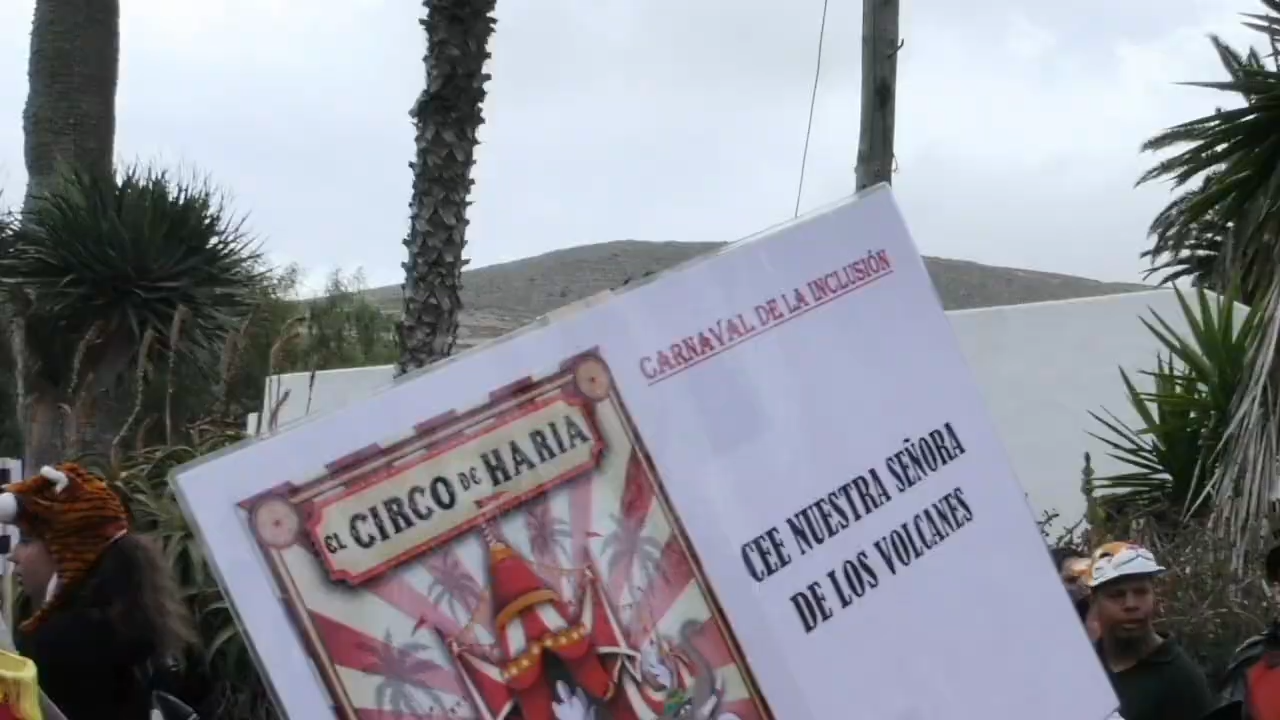 CARNAVAL DE LA INCLUSIÓN
EL CIRCO DE HARIA
CEE NUESTRA SEÑORA
DE LOS VOLCANES